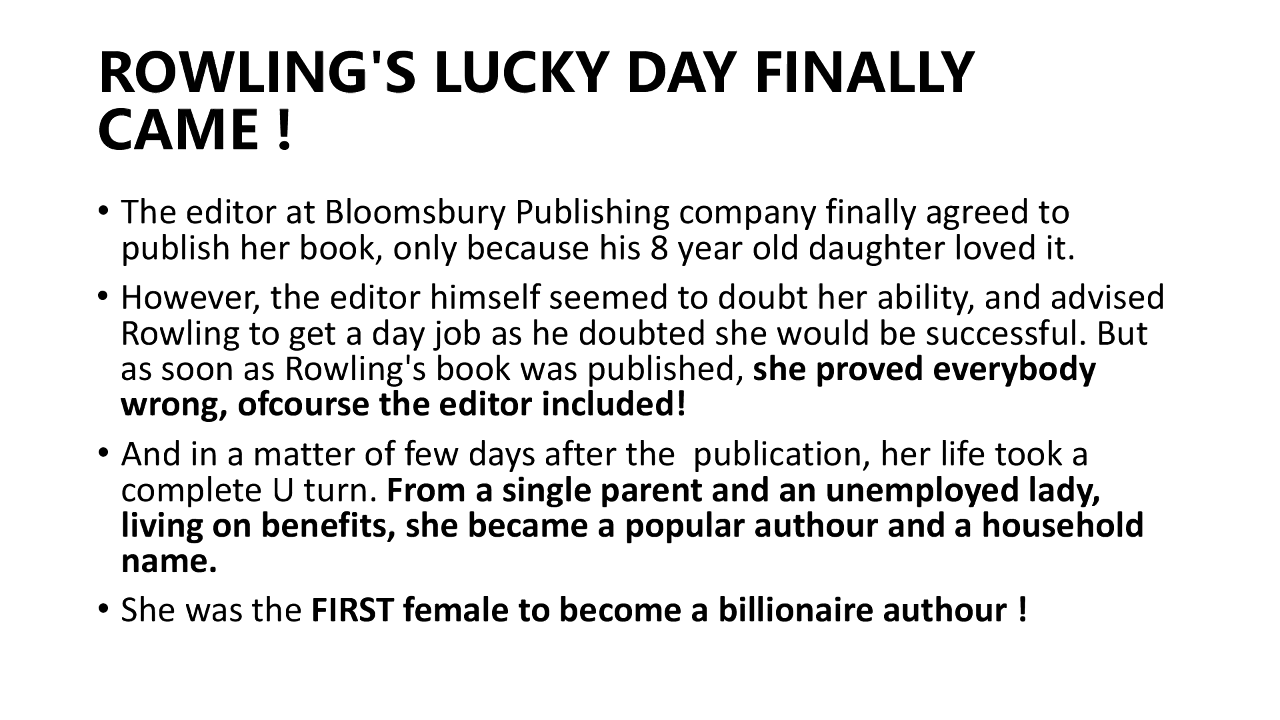 ROWLING'S LUCKY DAY FINALLY
CAME !
• The editor at Bloomsbury Publishing company finally agreed to
publish her book, only because his 8 year old daughter loved it.
• However, the editor himself seemed to doubt her ability, and advised
Rowling to get a day job as he doubted she would be successful. But
as soon as Rowling's book was published, she proved everybody
wrong, ofcourse the editor included!
• And in a matter of few days after the  publication, her life took a
complete U turn. From a single parent and an unemployed lady,
living on benefits, she became a popular authour and a household
name.
• She was the FIRST female to become a billionaire authour !